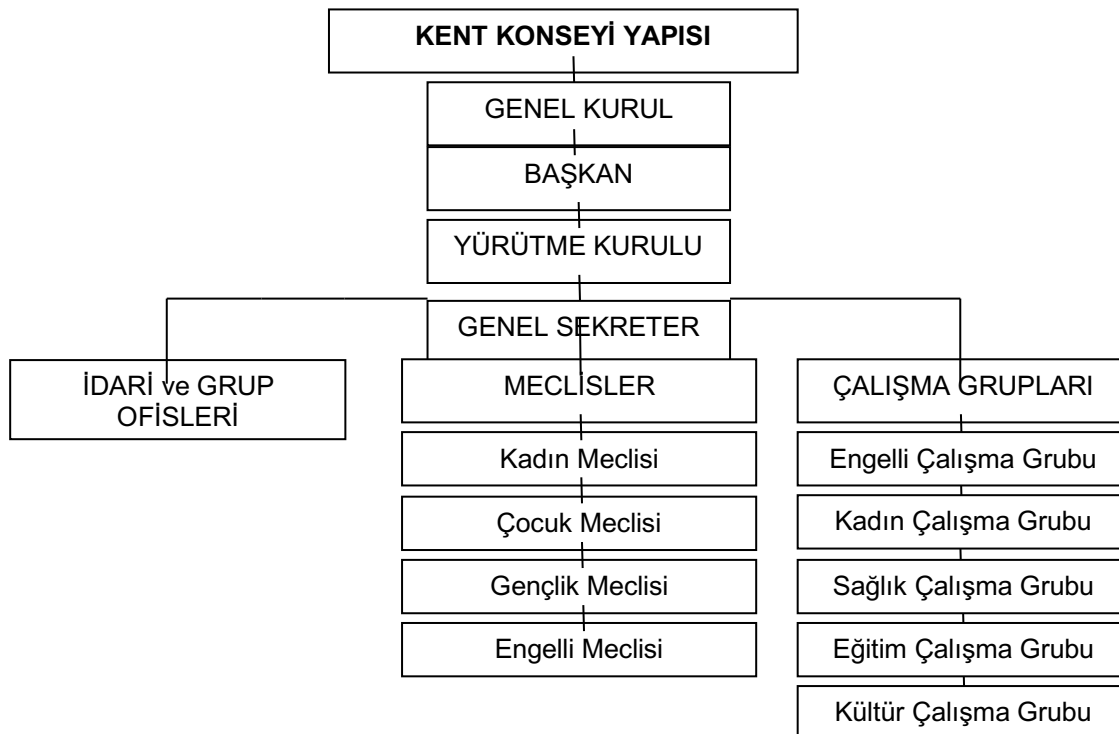 KENT KONSEYİ YAPISI
GENEL KURUL
BAŞKAN
YÜRÜTME KURULU
GENEL SEKRETER
İDARİ ve GRUP
OFİSLERİ
MECLİSLER
Kadın Meclisi
Çocuk Meclisi
Gençlik Meclisi
Engelli Meclisi
ÇALIŞMA GRUPLARI
Engelli Çalışma Grubu
Kadın Çalışma Grubu
Sağlık Çalışma Grubu
Eğitim Çalışma Grubu
Kültür Çalışma Grubu